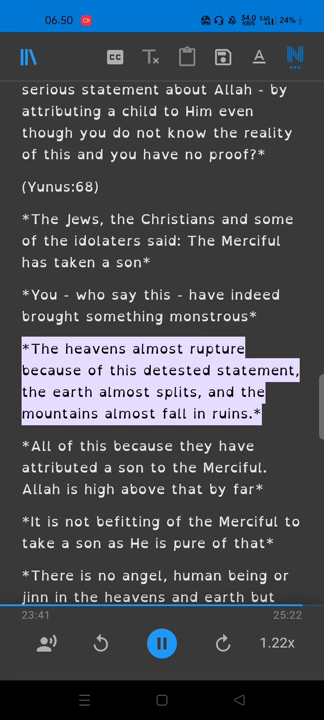 06.50
34.0
KB/S
24%
CC
serious statement about Allah - by
attributing a child to Him even
though you do not know the reality
of this and you have no proof?*
(Yunus:68)
*The Jews, the Christians and some
of the idolaters said: The Merciful
has taken a son*
*You - who say this - have indeed
brought something monstrous*
*The heavens almost rupture
because of this detested statement,
the earth almost splits, and the
mountains almost fall in ruins.*
*All of this because they have
attributed a son to the Merciful.
Allah is high above that by far*
*It is not befitting of the Merciful to
take a son as He is pure of that*
*There is no angel, human being or
jinn in the heavens and earth but
23:41
25:22
1.22x